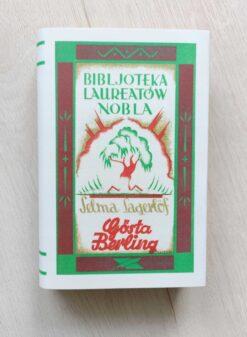 BIBLJOTEKA
LAUREATÓW
NOBLA
Selma Lagerlöf
Gösta
Berling